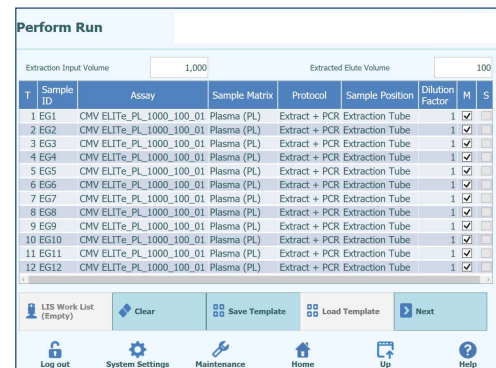 Perform Run
Extraction Input Volume 1,000 Extracted Elute Volume 100
T Sample ID Assay Sample Matrix Protocol Sample Position Dilution Factor M S
1 EG1 CMV ELITe_PL_1000_100_01 Plasma (PL) Extract + PCR Extraction Tube 1
2 EG2 CMV ELITe_PL_1000_100_01 Plasma (PL) Extract + PCR Extraction Tube 1
3 EG3 CMV ELITe_PL_1000_100_01 Plasma (PL) Extract + PCR Extraction Tube 1
4 EG4 CMV ELITe_PL_1000_100_01 Plasma (PL) Extract + PCR Extraction Tube 1
5 EG5 CMV ELITe_PL_1000_100_01 Plasma (PL) Extract + PCR Extraction Tube 1
6 EG6 CMV ELITe_PL_1000_100_01 Plasma (PL) Extract + PCR Extraction Tube 1
7 EG7 CMV ELITe_PL_1000_100_01 Plasma (PL) Extract + PCR Extraction Tube 1
8 EG8 CMV ELITe_PL_1000_100_01 Plasma (PL) Extract + PCR Extraction Tube 1
9 EG9 CMV ELITe_PL_1000_100_01 Plasma (PL) Extract + PCR Extraction Tube 1
10 EG10 CMV ELITe_PL_1000_100_01 Plasma (PL) Extract + PCR Extraction Tube 1
11 EG11 CMV ELITe_PL_1000_100_01 Plasma (PL) Extract + PCR Extraction Tube 1
12 EG12 CMV ELITe_PL_1000_100_01 Plasma (PL) Extract + PCR Extraction Tube 1
LIS Work List (Empty) Clear Save Template Load Template Next
Log out System Settings Maintenance Home Up Help